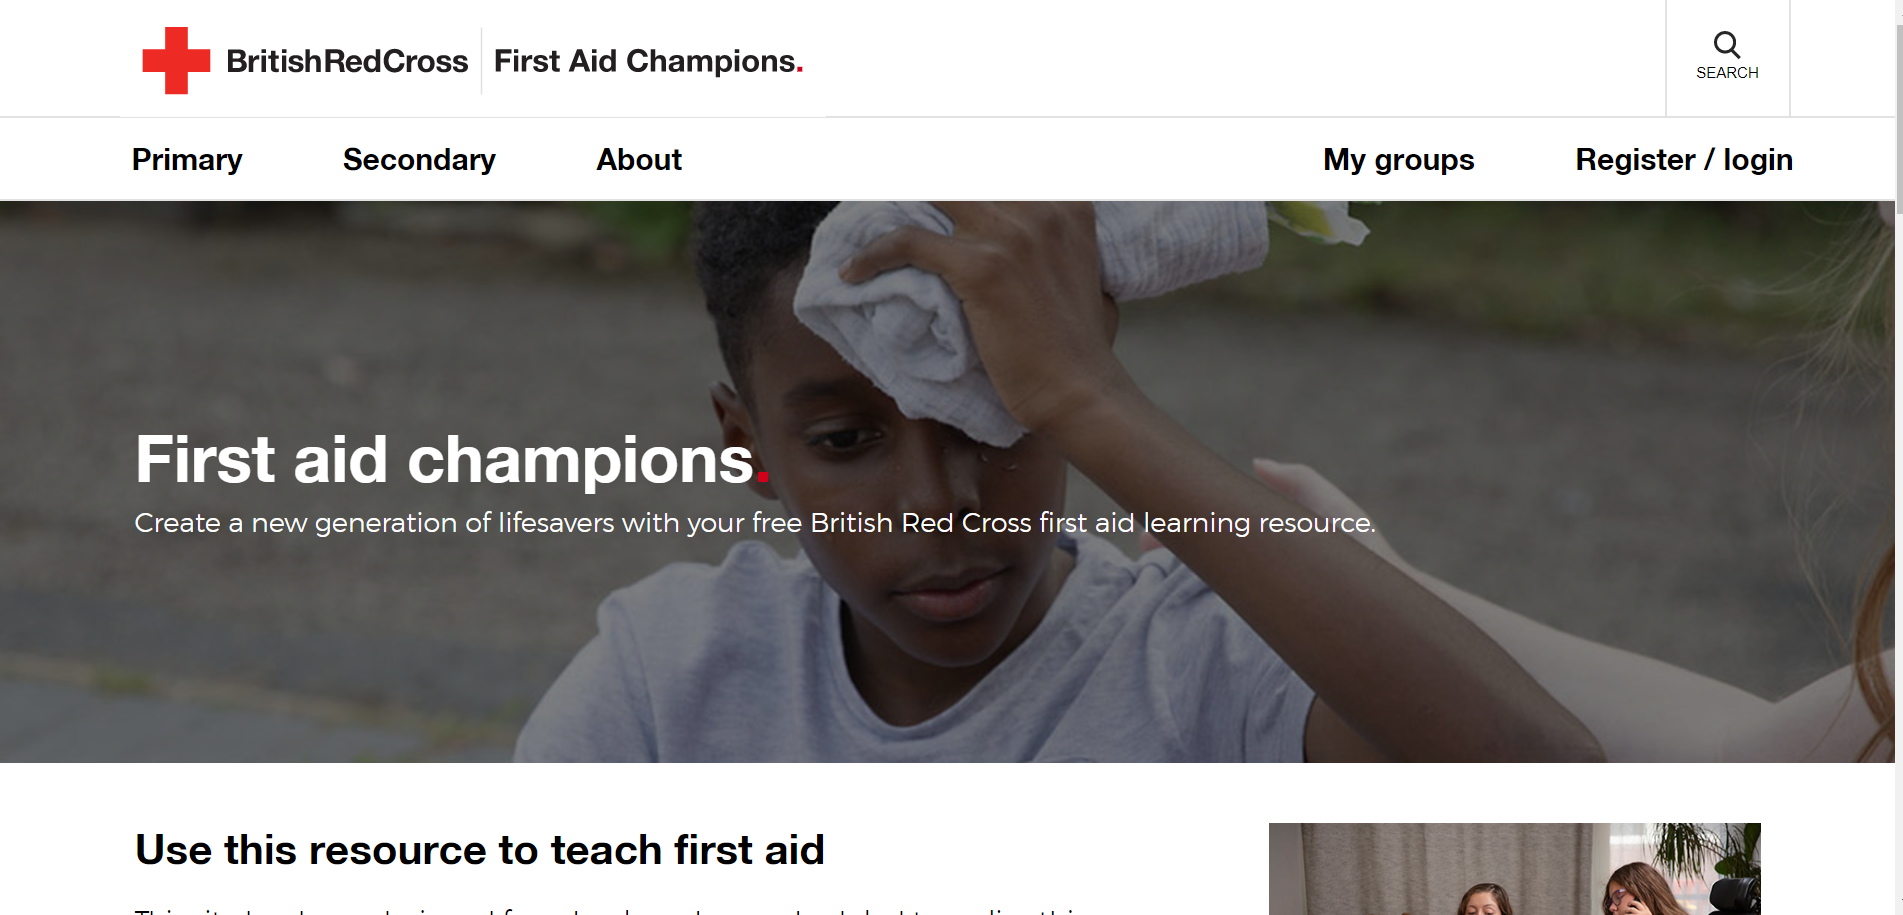 BritishRedCross First Aid Champions.
SEARCH
Primary Secondary About My groups Register / login
First aid champions.
Create a new generation of lifesavers with your free British Red Cross first aid learning resource.
Use this resource to teach first aid